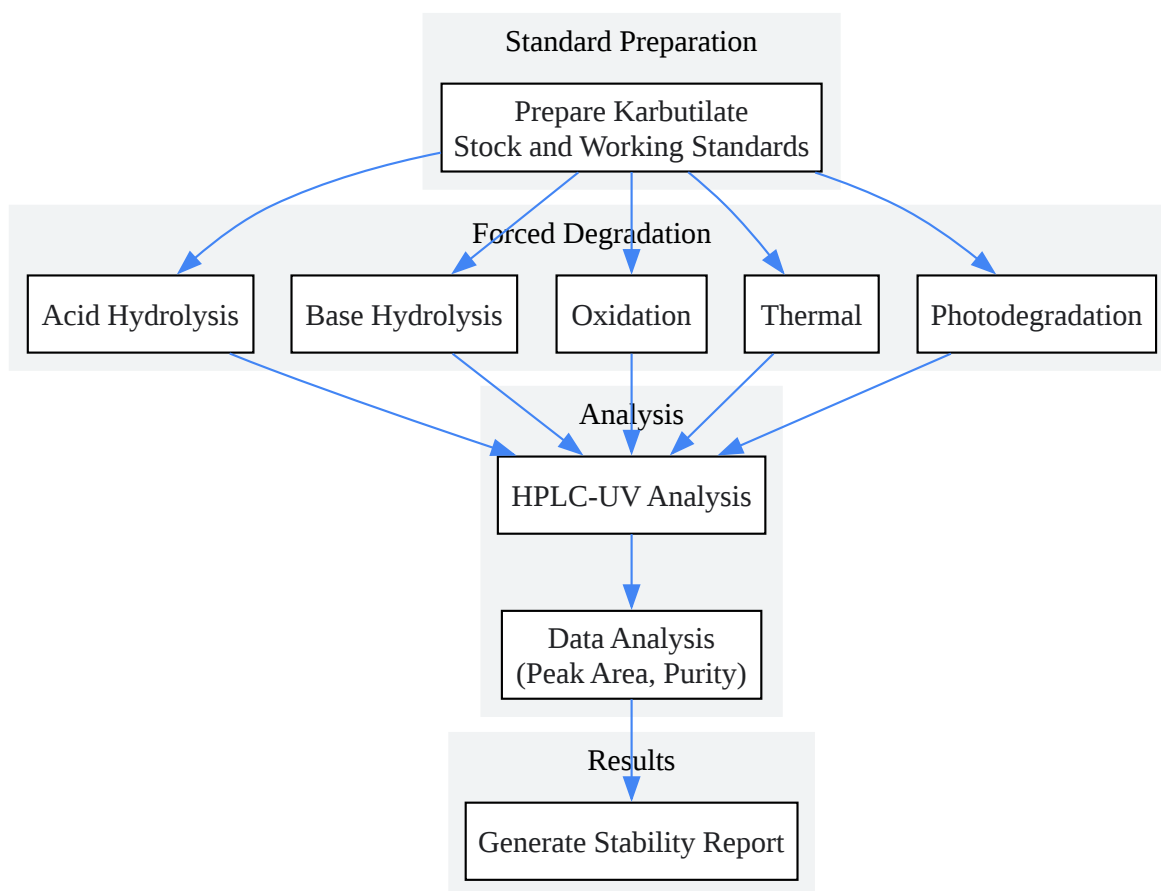 Standard Preparation
Prepare Karbutilate
Stock and Working Standards
Forced Degradation
Acid Hydrolysis
Base Hydrolysis
Oxidation
Thermal
Photodegradation
Analysis
HPLC-UV Analysis
Data Analysis
(Peak Area, Purity)
Results
Generate Stability Report